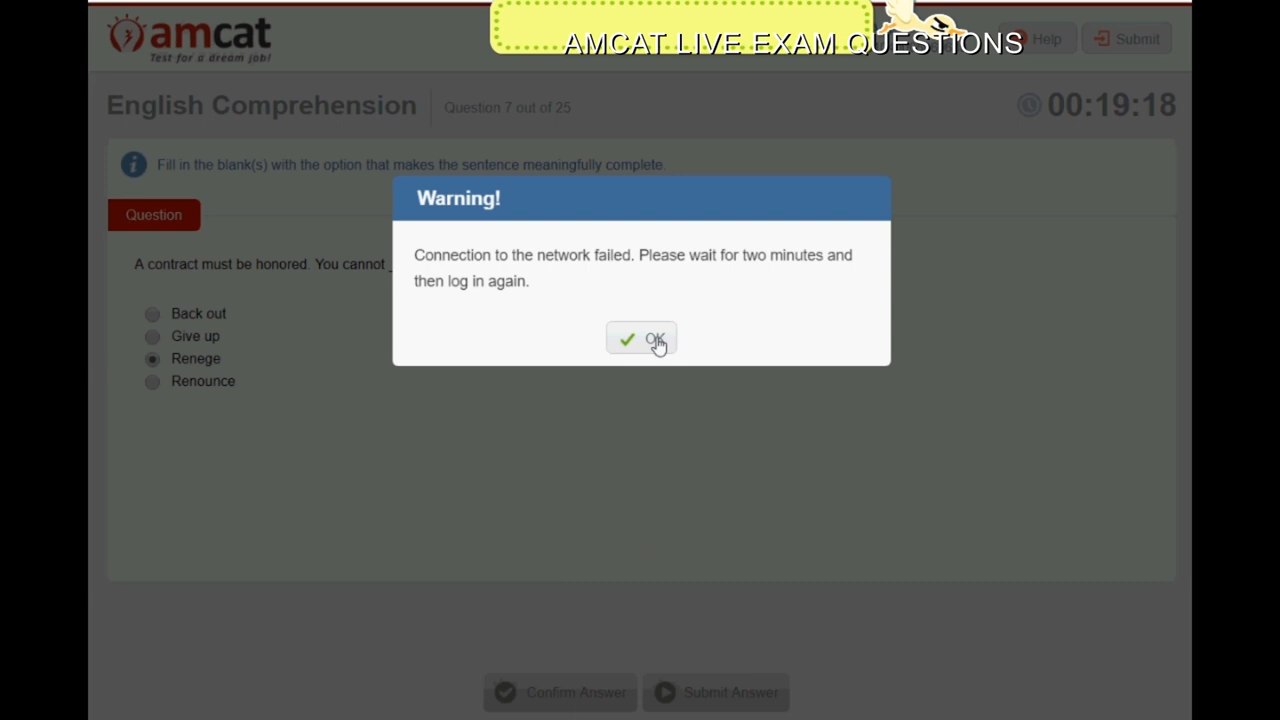 amcat
Test for a dream job!
AMCAT LIVE EXAM QUESTIONS
Help
Submit
English Comprehension
Question 7 out of 25
00:19:18
Fill in the blank(s) with the option that makes the sentence meaningfully complete.
Question
Warning!
Connection to the network failed. Please wait for two minutes and
then log in again.
OK
A contract must be honored. You cannot _
Back out
Give up
Renege
Renounce
Confirm Answer
Submit Answer